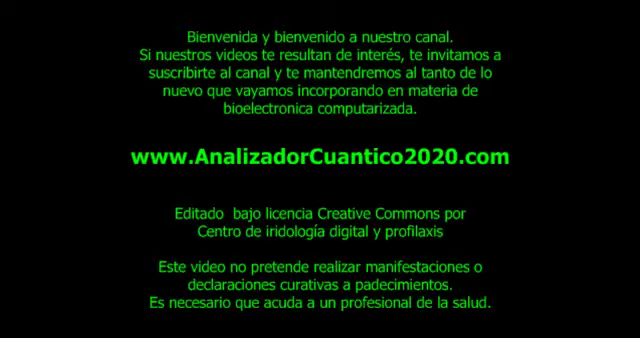 Bienvenida y bienvenido a nuestro canal.
Si nuestros videos te resultan de interés, te invitamos a
suscribirte al canal y te mantendremos al tanto de lo
nuevo que vayamos incorporando en materia de
bioelectronica computarizada.
www.AnalizadorCuantico2020.com
Editado bajo licencia Creative Commons por
Centro de iridología digital y profilaxis
Este video no pretende realizar manifestaciones o
declaraciones curativas a padecimientos.
Es necesario que acuda a un profesional de la salud.